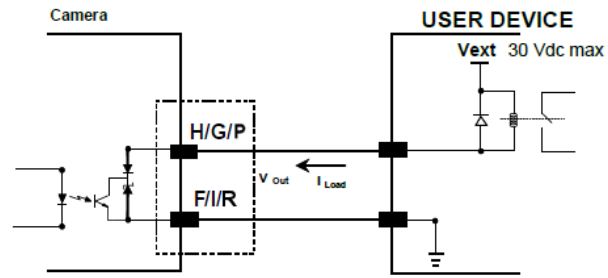 Camera
USER DEVICE
Vext 30 Vdc max
H/G/P
V Out
I Load
F/I/R